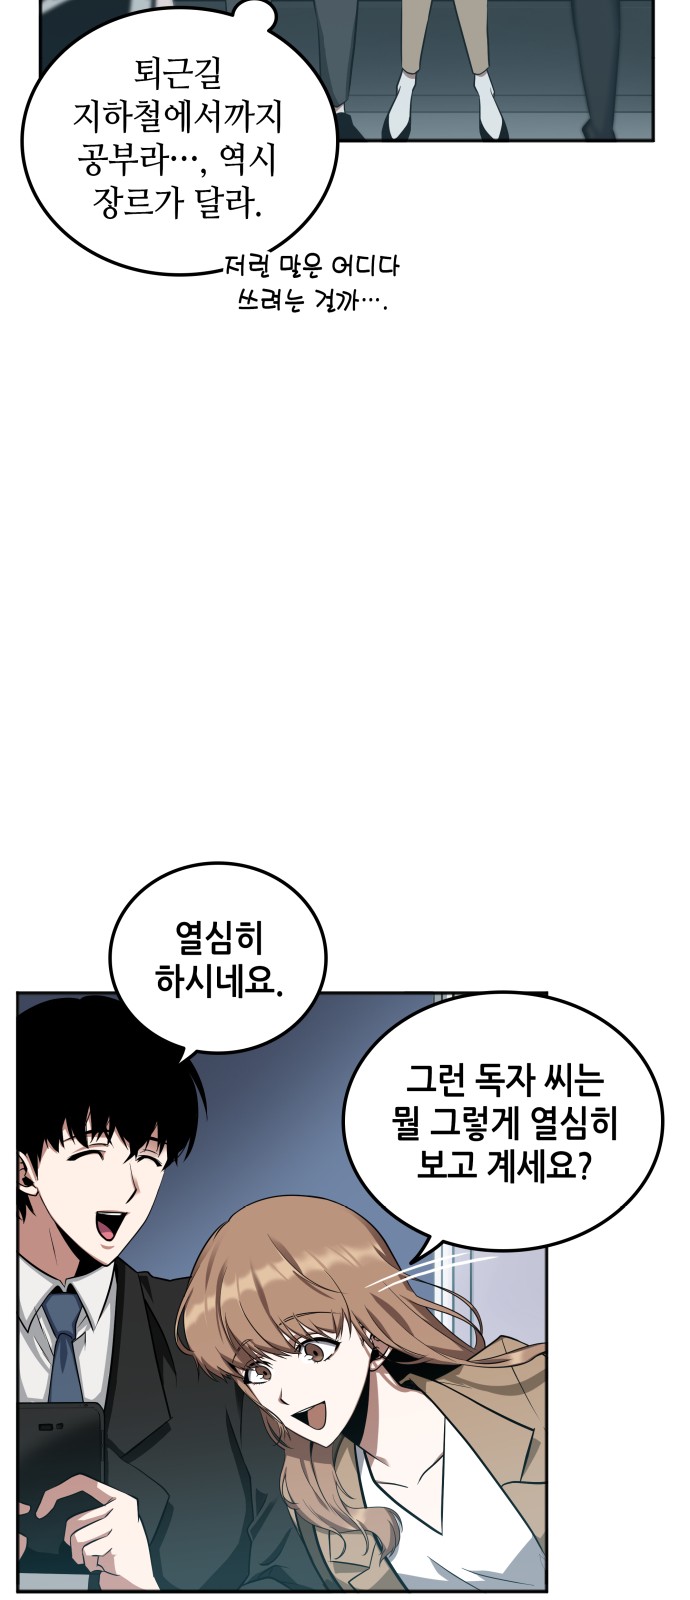 퇴근길
지하철에서까지
공부라…, 역시
장르가 달라.
저런 말은 어디다
쓰려는 걸까….
열심히
하시네요.
그런 독자 씨는
뭘 그렇게 열심히
보고 계세요?